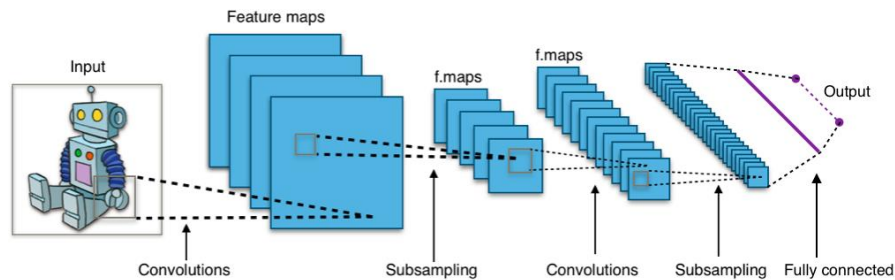 Feature maps
Input
f.maps
f.maps
Output
Convolutions
Subsampling
Convolutions
Subsampling
Fully connected